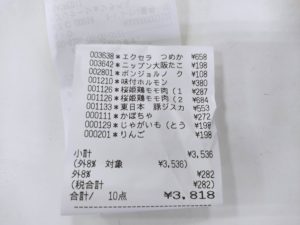 003638*エクセラ つめか ¥658
003642*ニップン大阪たこ ¥198
002801*ボンジョルノ ク ¥108
001210*味付ホルモン ¥380
001126*桜姫鶏モモ肉(1 ¥287
001126*桜姫鶏モモ肉(2 ¥684
001133*東日本 豚ジスカ ¥553
000111*かぼちゃ ¥272
000129*じゃがいも(とう ¥198
000201*りんご ¥198
小計 ¥3,536
(外8% 対象 ¥3,536)
外8% ¥282
(税合計 ¥282)
合計/ 10点 ¥3,818